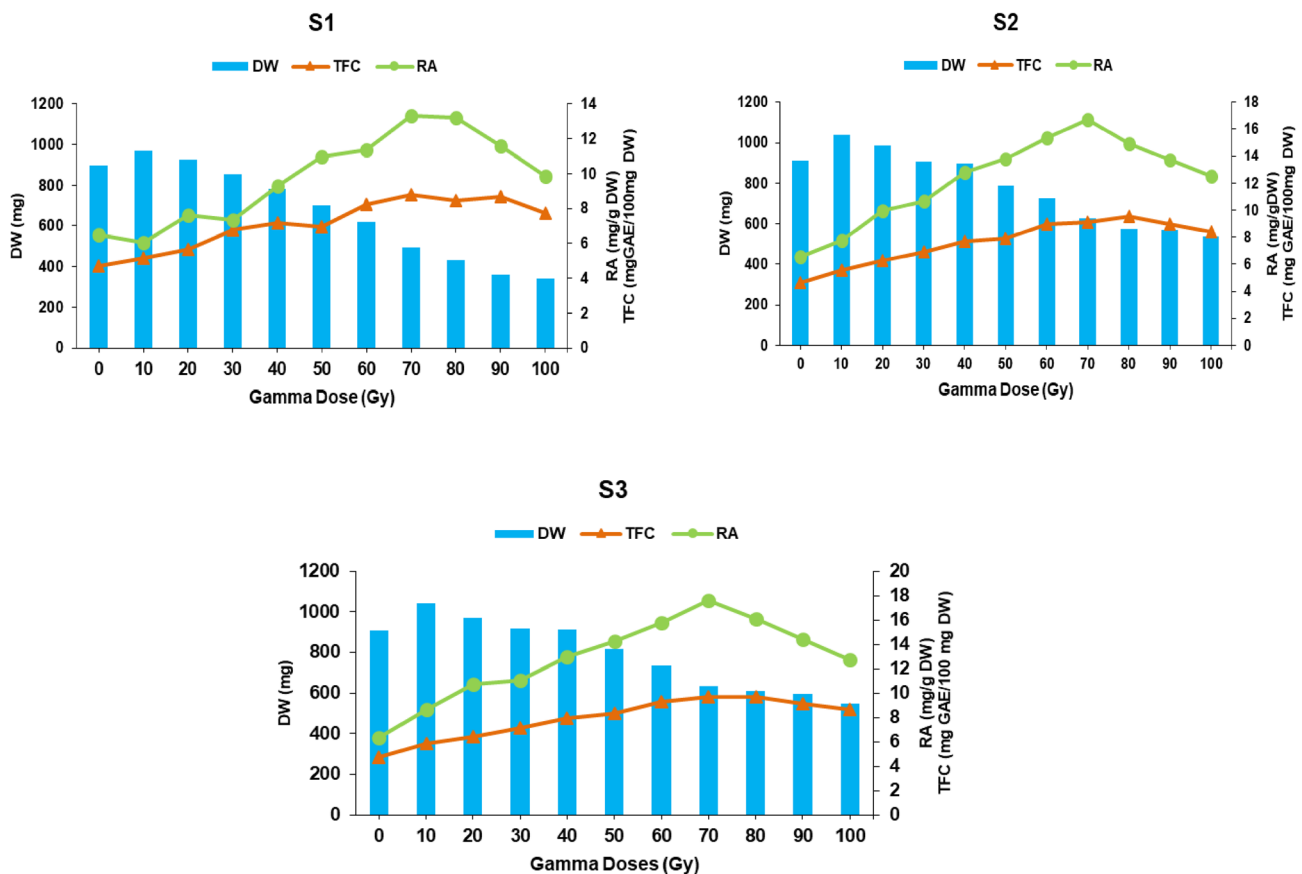 S1
DW TFC RA
1200
1000
800
600
400
200
0
DW (mg)
14
12
10
8
6
4
2
0
RA (mg/g DW)
TFC (mgGAE/100mg DW)
0 10 20 30 40 50 60 70 80 90 100
Gamma Dose (Gy)
S2
DW TFC RA
1200
1000
800
600
400
200
0
DW (mg)
18
16
14
12
10
8
6
4
2
0
RA (mg/gDW)
TFC (mg GAE/100mg DW)
0 10 20 30 40 50 60 70 80 90 100
Gamma Dose (Gy)
S3
DW TFC RA
1200
1000
800
600
400
200
0
DW (mg)
20
18
16
14
12
10
8
6
4
2
0
RA (mg/g DW)
TFC (mg GAE/100 mg DW)
0 10 20 30 40 50 60 70 80 90 100
Gamma Doses (Gy)